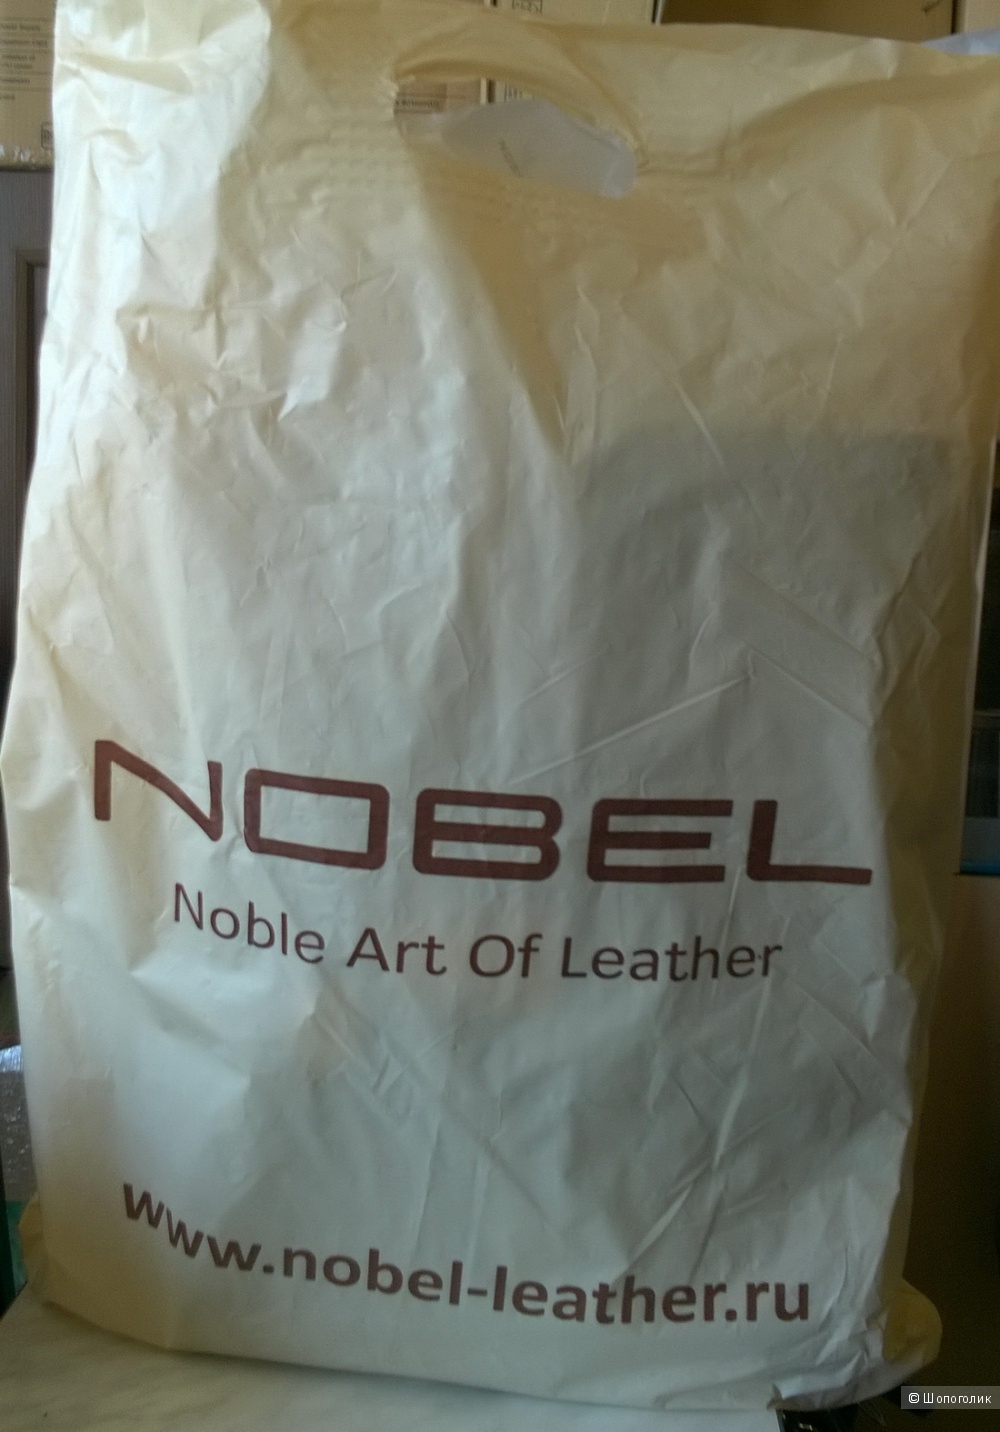 NOBEL
Noble Art Of Leather
www.nobel-leather.ru
© Шопоголик